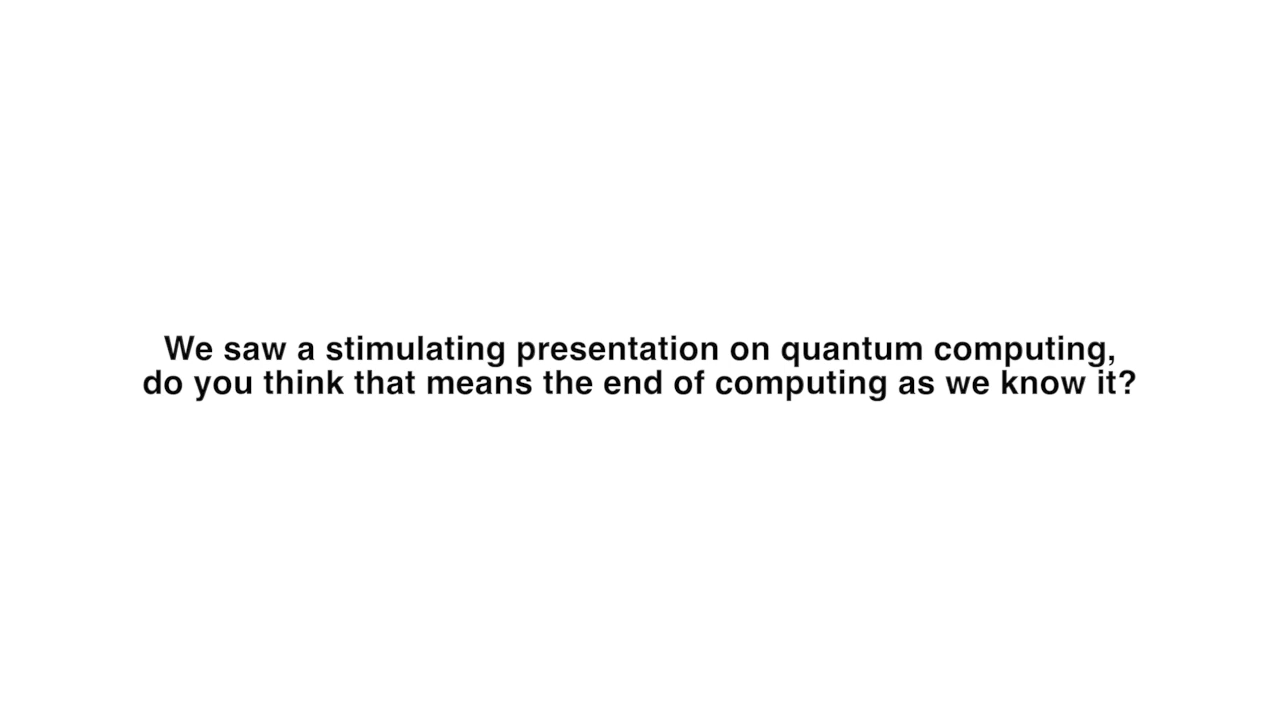 We saw a stimulating presentation on quantum computing,
do you think that means the end of computing as we know it?